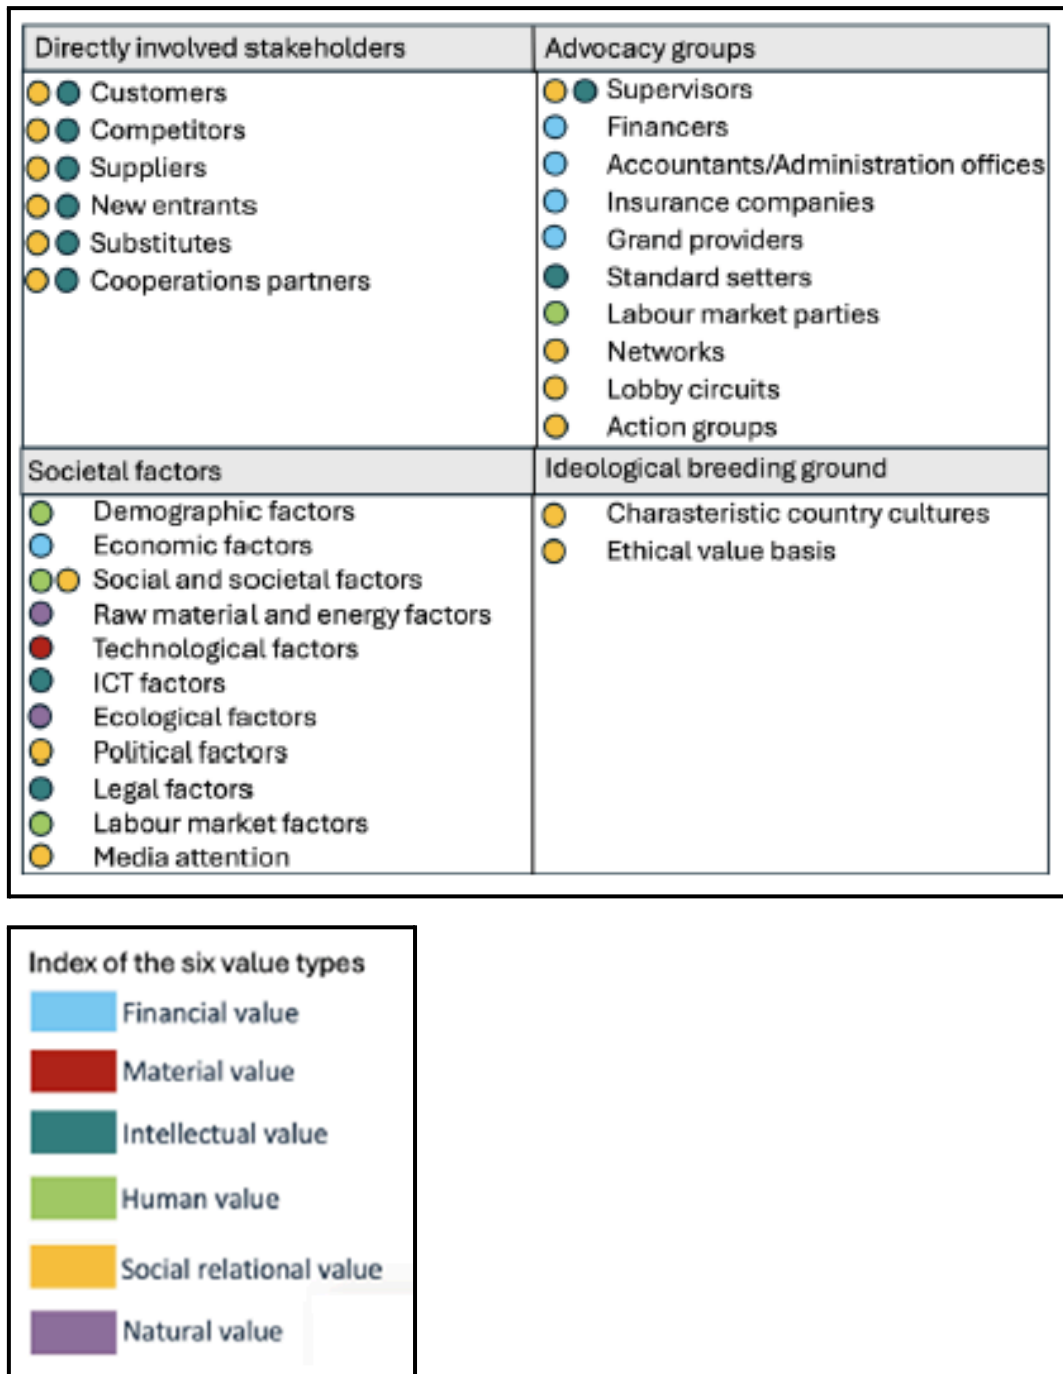 Directly involved stakeholders
Customers
Competitors
Suppliers
New entrants
Substitutes
Cooperations partners
Advocacy groups
Supervisors
Financers
Accountants/Administration offices
Insurance companies
Grand providers
Standard setters
Labour market parties
Networks
Lobby circuits
Action groups
Societal factors
Demographic factors
Economic factors
Social and societal factors
Raw material and energy factors
Technological factors
ICT factors
Ecological factors
Political factors
Legal factors
Labour market factors
Media attention
Ideological breeding ground
Charasteristic country cultures
Ethical value basis
Index of the six value types
Financial value
Material value
Intellectual value
Human value
Social relational value
Natural value